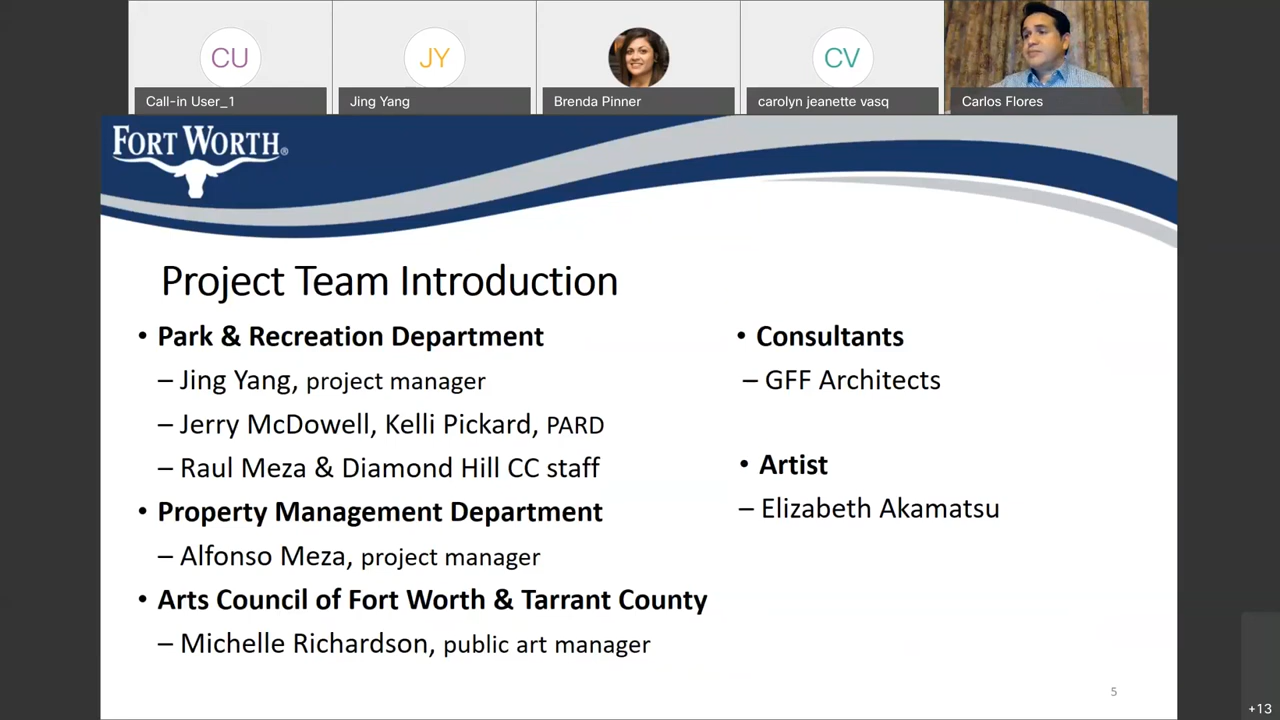 CU
JY
CV
Call-in User_1
Jing Yang
Brenda Pinner
carolyn jeanette vasq
Carlos Flores
FORT WORTH®
Project Team Introduction
• Park & Recreation Department
– Jing Yang, project manager
– Jerry McDowell, Kelli Pickard, PARD
– Raul Meza & Diamond Hill CC staff
• Property Management Department
– Alfonso Meza, project manager
• Arts Council of Fort Worth & Tarrant County
– Michelle Richardson, public art manager
• Consultants
– GFF Architects
• Artist
– Elizabeth Akamatsu
5
+13